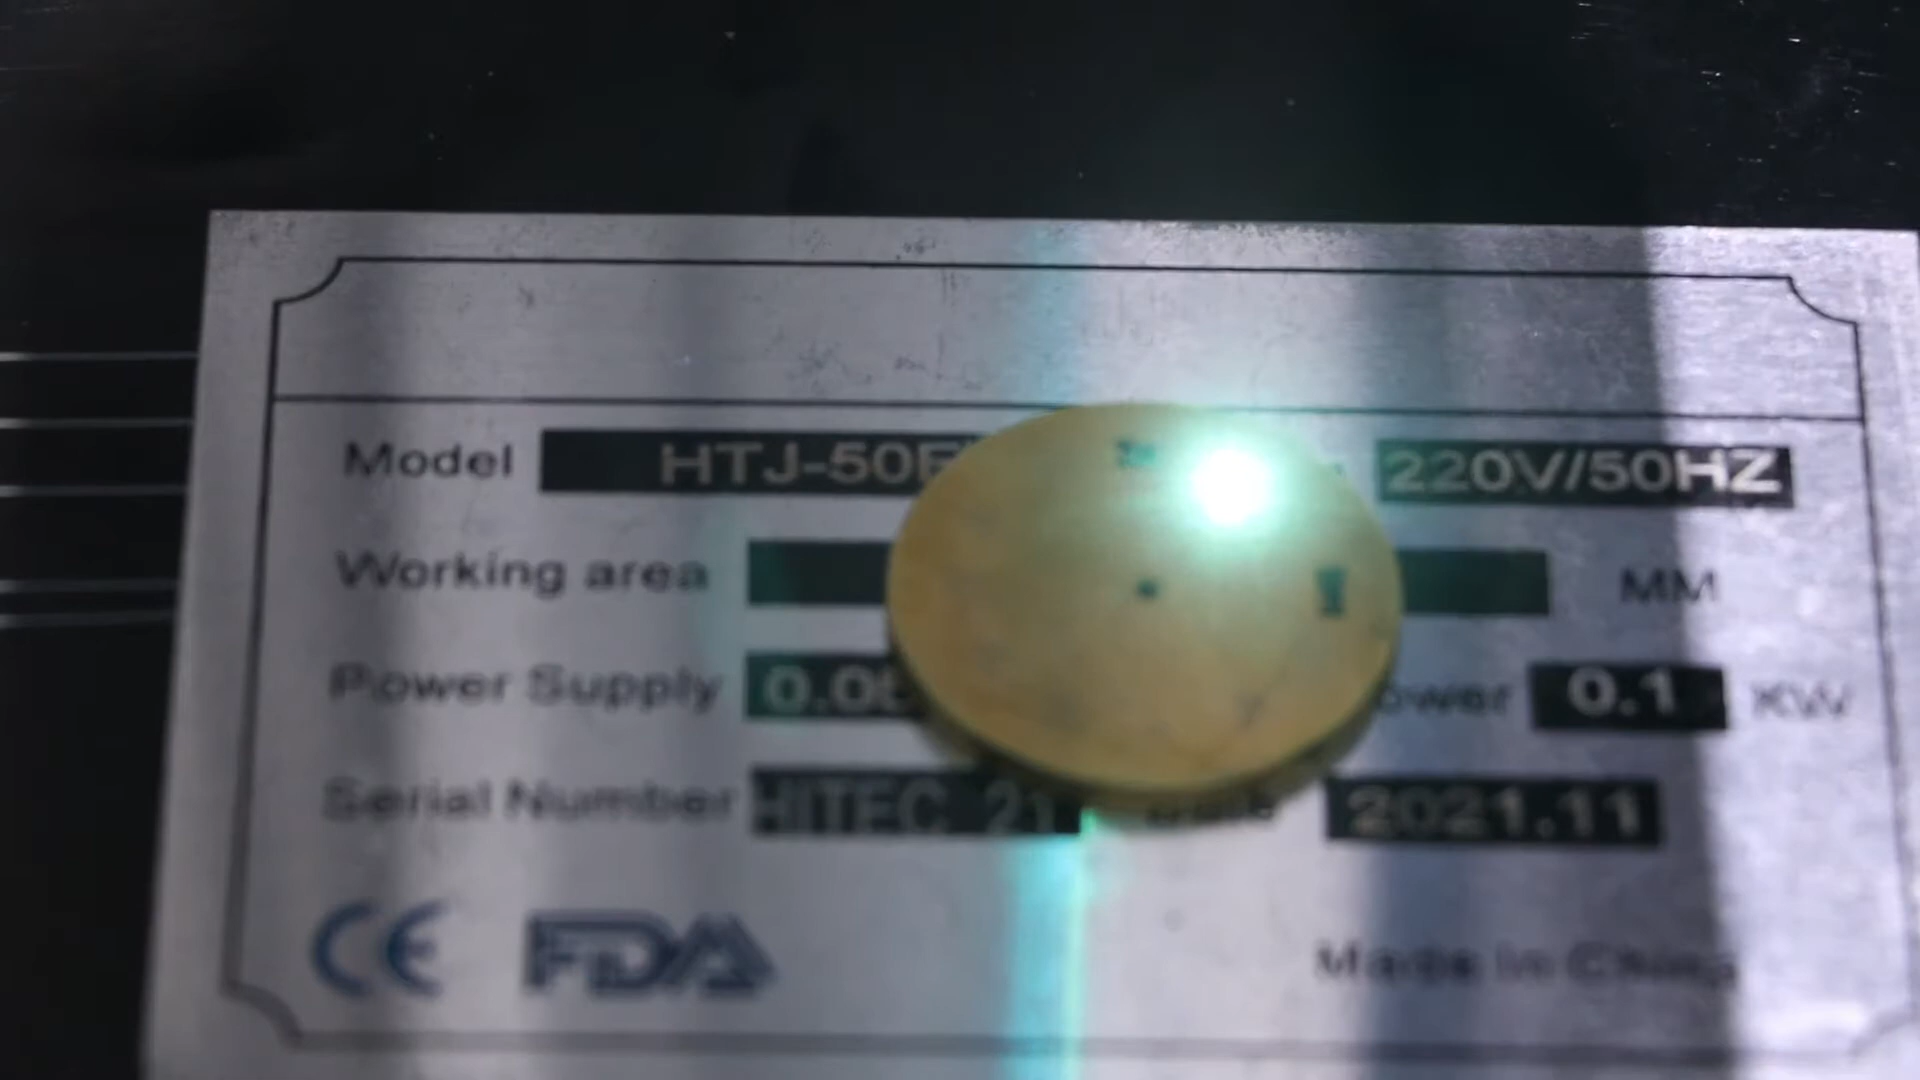 Model HTJ-50F 220V/50HZ
Working area MM
Power Supply 0.05 ower 0.1 KW
Serial Number HITEC 21 2021.11
CE FDA Made in China